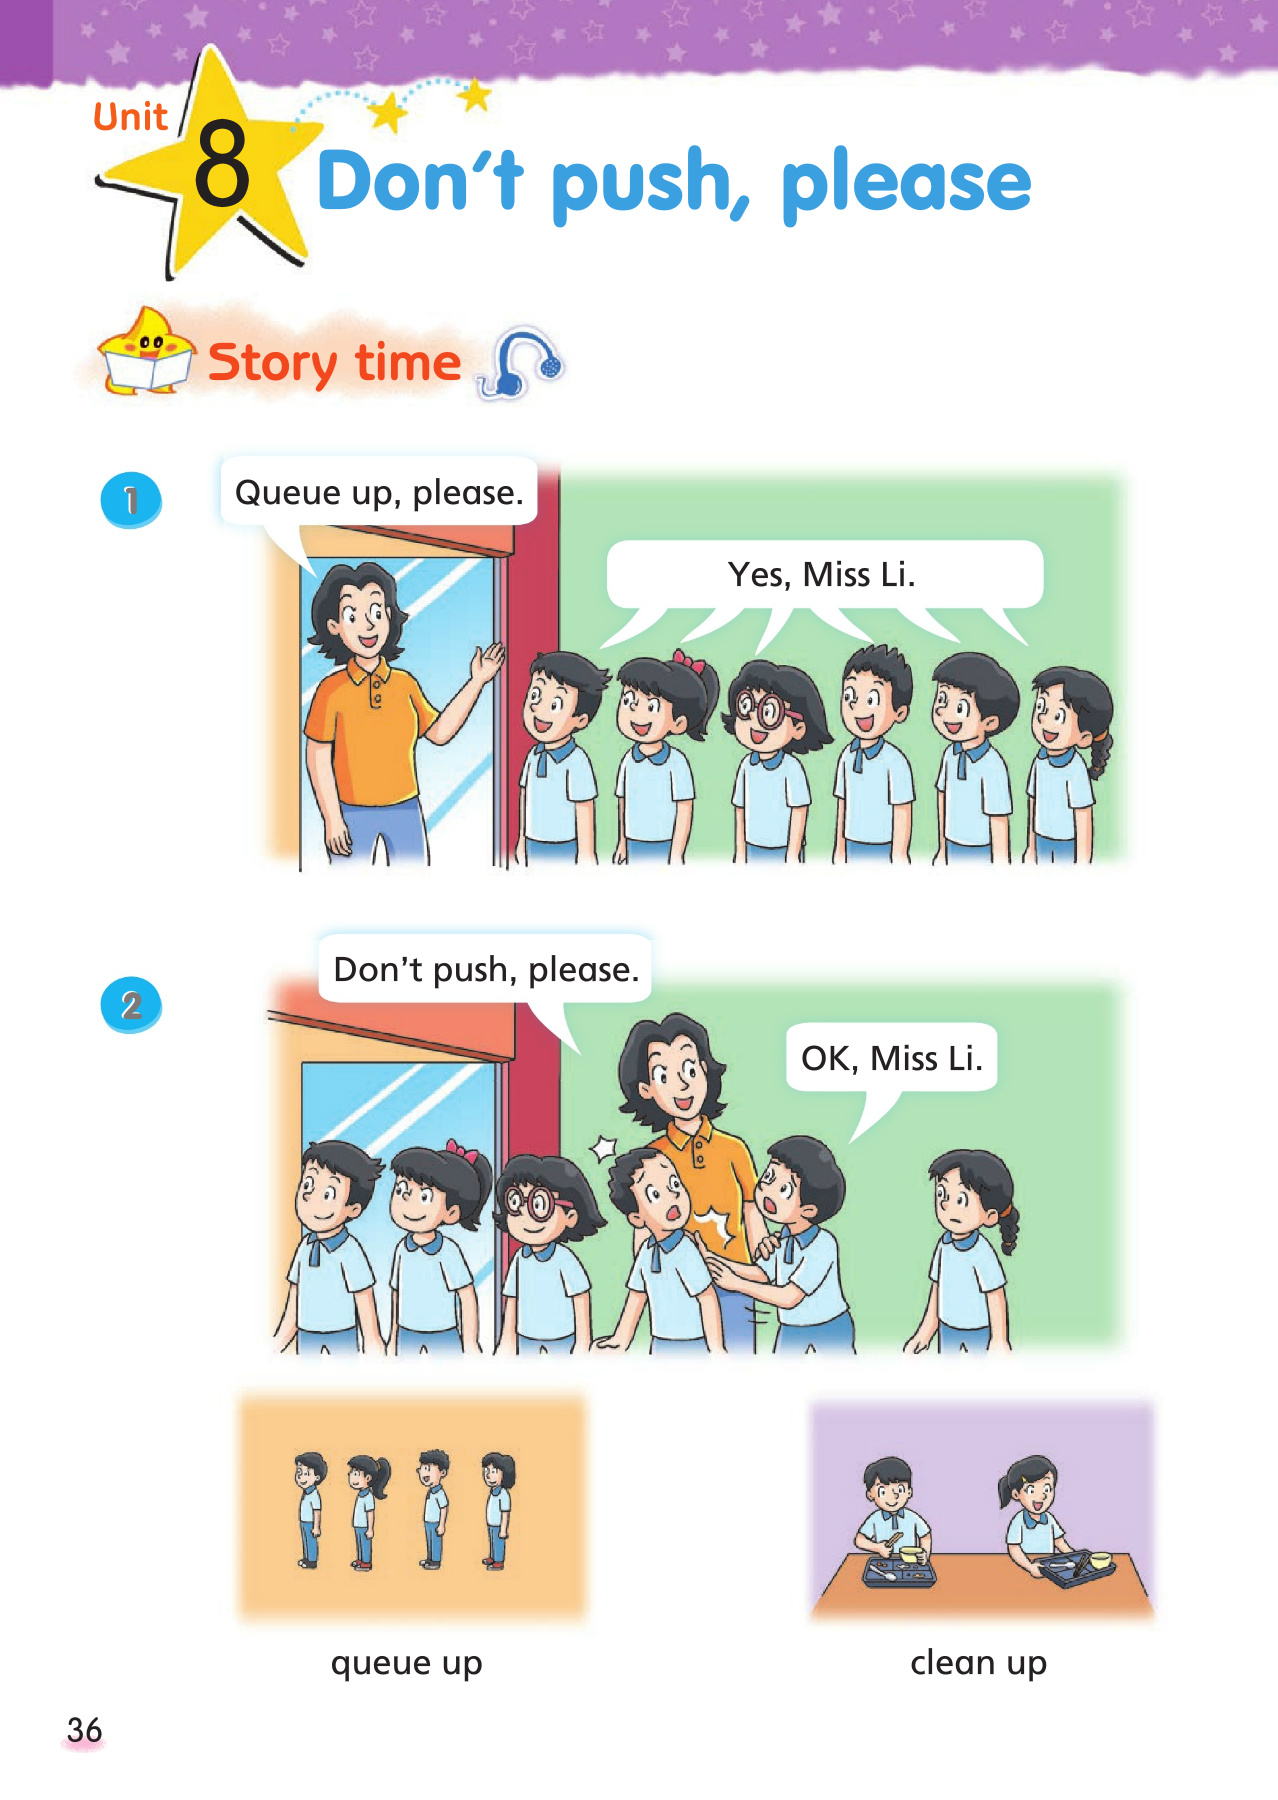 Unit
8
Don't push, please
Story time
1
Queue up, please.
Yes, Miss Li.
2
Don't push, please.
OK, Miss Li.
queue up
clean up
36